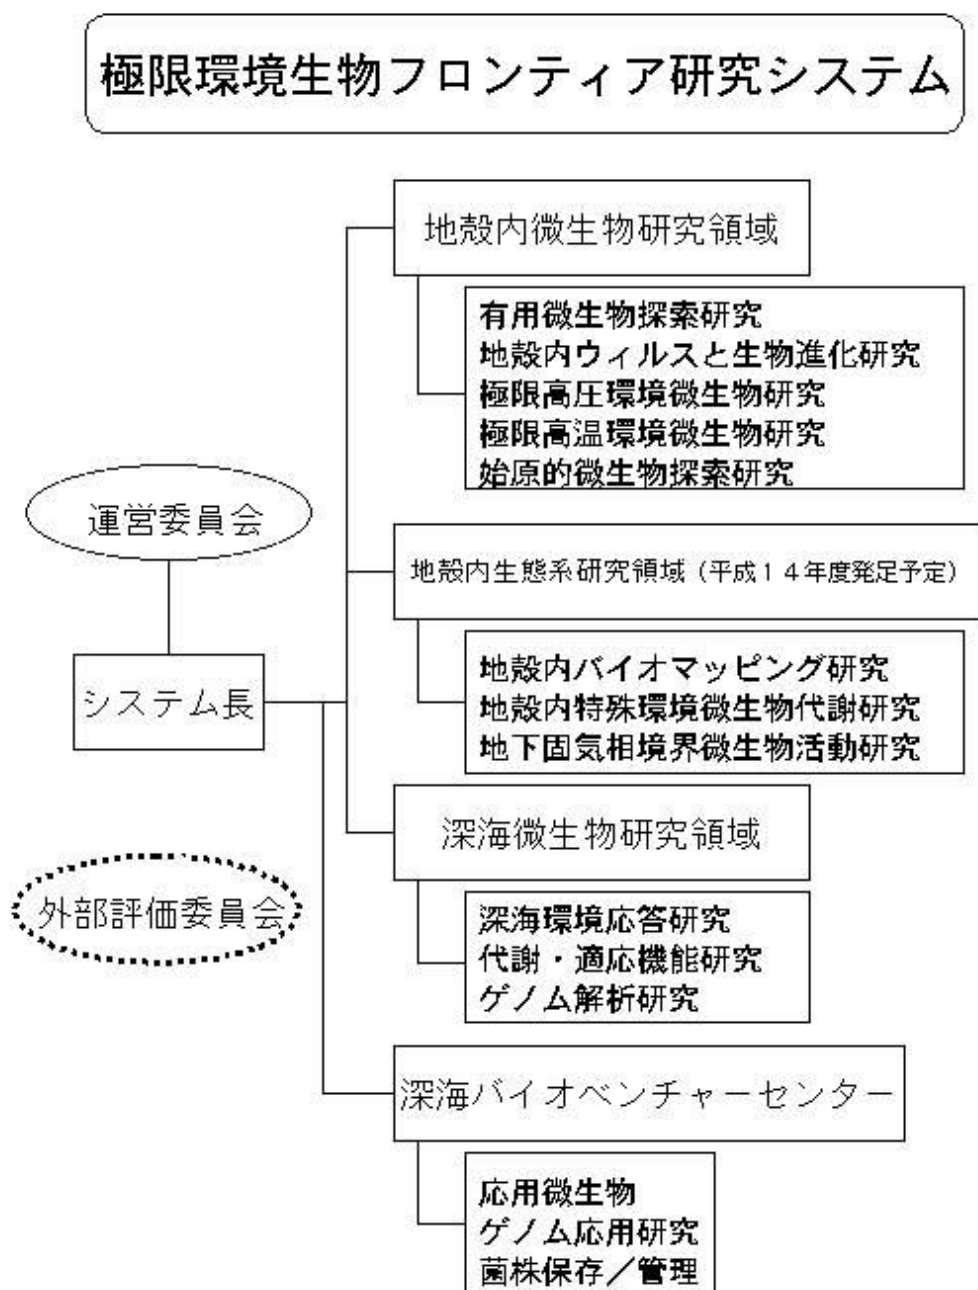 極限環境生物フロンティア研究システム
地殻内微生物研究領域
有用微生物探索研究
地殻内ウィルスと生物進化研究
極限高圧環境微生物研究
極限高温環境微生物研究
始原的微生物探索研究
運営委員会
地殻内生態系研究領域（平成１４年度発足予定）
システム長
地殻内バイオマッピング研究
地殻内特殊環境微生物代謝研究
地下固気相境界微生物活動研究
深海微生物研究領域
外部評価委員会
深海環境応答研究
代謝・適応機能研究
ゲノム解析研究
深海バイオベンチャーセンター
応用微生物
ゲノム応用研究
菌株保存／管理